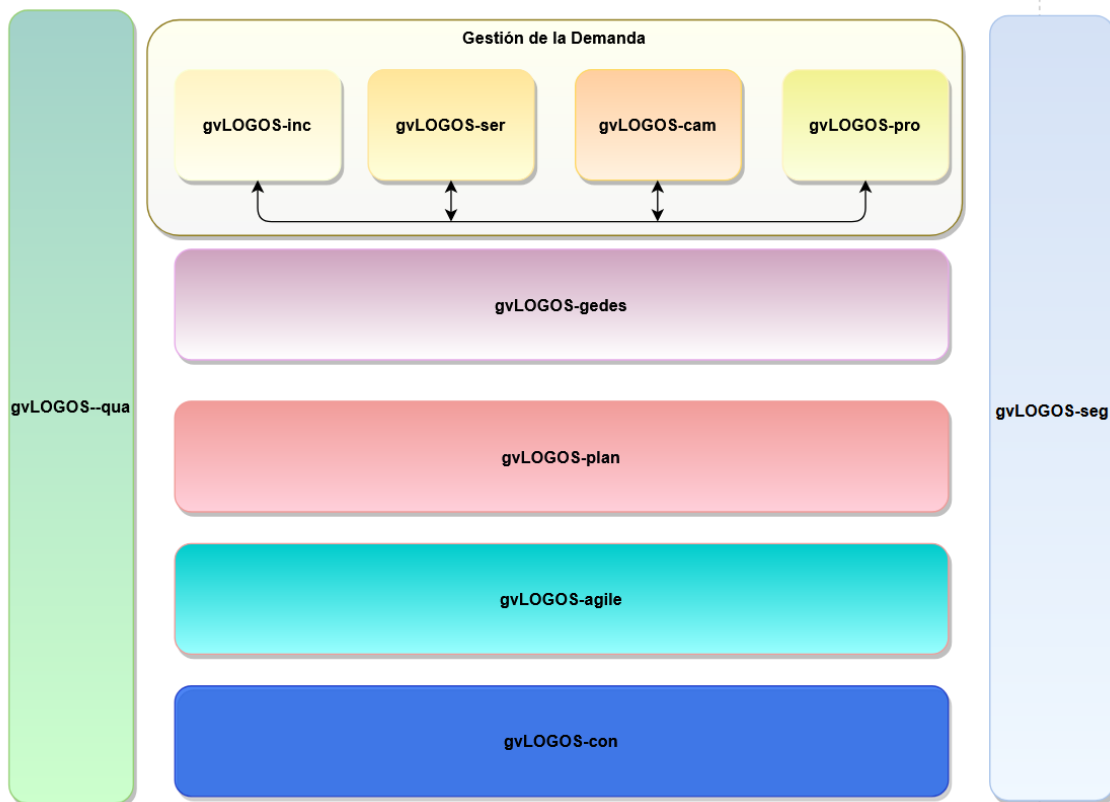 Gestión de la Demanda
gvLOGOS-inc
gvLOGOS-ser
gvLOGOS-cam
gvLOGOS-pro
gvLOGOS-gedes
gvLOGOS--qua
gvLOGOS-seg
gvLOGOS-plan
gvLOGOS-agile
gvLOGOS-con